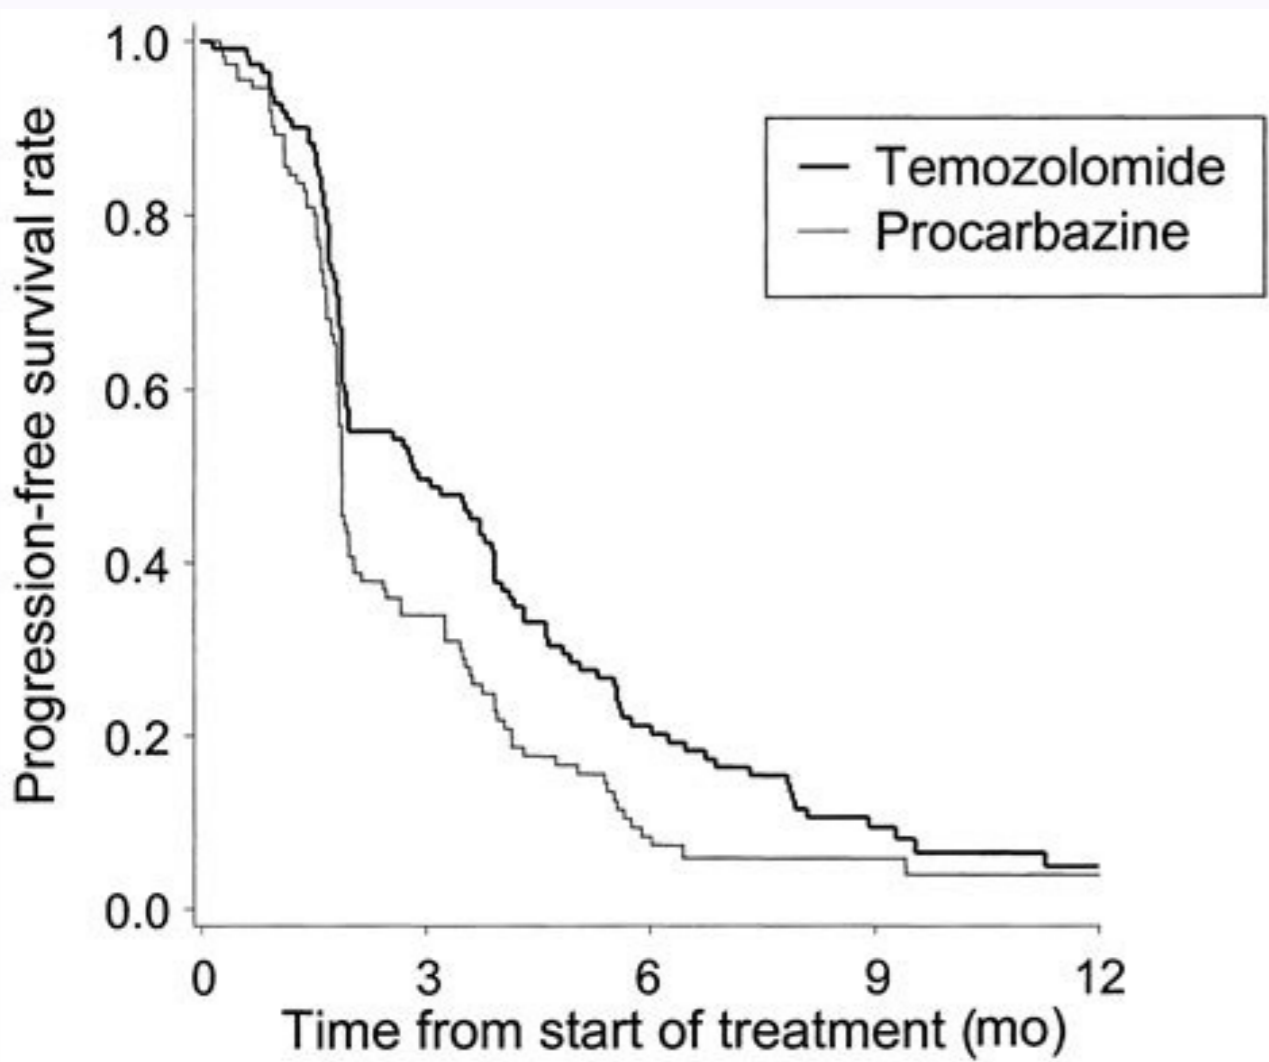 Progression-free survival rate
1.0
0.8
0.6
0.4
0.2
0.0
Temozolomide
Procarbazine
0 3 6 9 12
Time from start of treatment (mo)